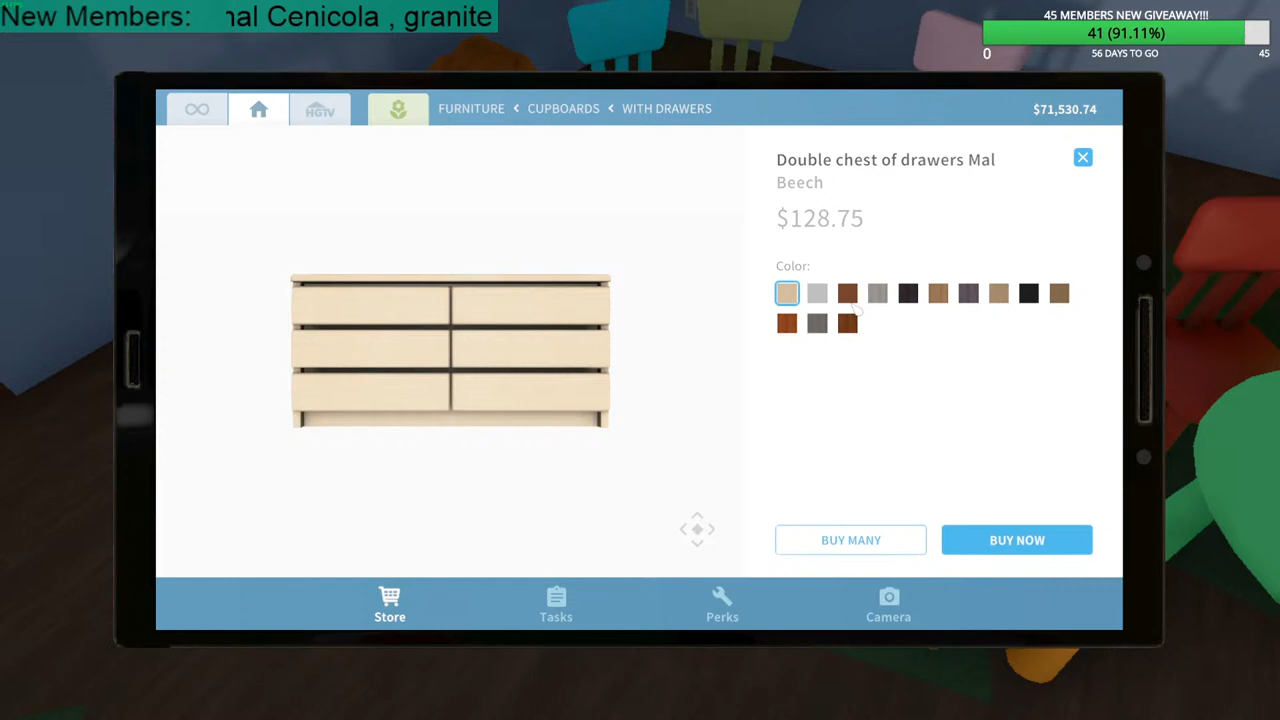 New Members: nal Cenicola , granite
45 MEMBERS NEW GIVEAWAY!!!
41 (91.11%)
0 56 DAYS TO GO 45
HGTV
FURNITURE < CUPBOARDS < WITH DRAWERS
$71,530.74
Double chest of drawers Mal
Beech
$128.75
Color:
BUY MANY BUY NOW
Store Tasks Perks Camera